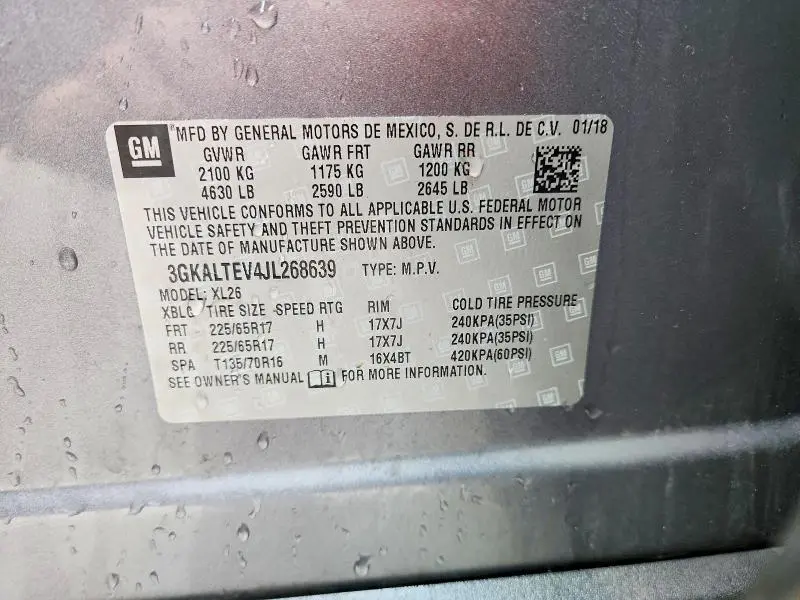 GM
MFD BY GENERAL MOTORS DE MEXICO, S. DE R.L. DE C.V. 01/18
GVWR GAWR FRT GAWR RR
2100 KG 1175 KG 1200 KG
4630 LB 2590 LB 2645 LB
THIS VEHICLE CONFORMS TO ALL APPLICABLE U.S. FEDERAL MOTOR
VEHICLE SAFETY AND THEFT PREVENTION STANDARDS IN EFFECT ON
THE DATE OF MANUFACTURE SHOWN ABOVE.
3GKALTEV4JL268639 TYPE: M.P.V.
MODEL: XL26
XBLG TIRE SIZE SPEED RTG RIM COLD TIRE PRESSURE
FRT 225/65R17 H 17X7J 240KPA(35PSI)
RR 225/65R17 H 17X7J 240KPA(35PSI)
SPA T135/70R16 M 16X4BT 420KPA(60PSI)
SEE OWNER'S MANUAL FOR MORE INFORMATION.